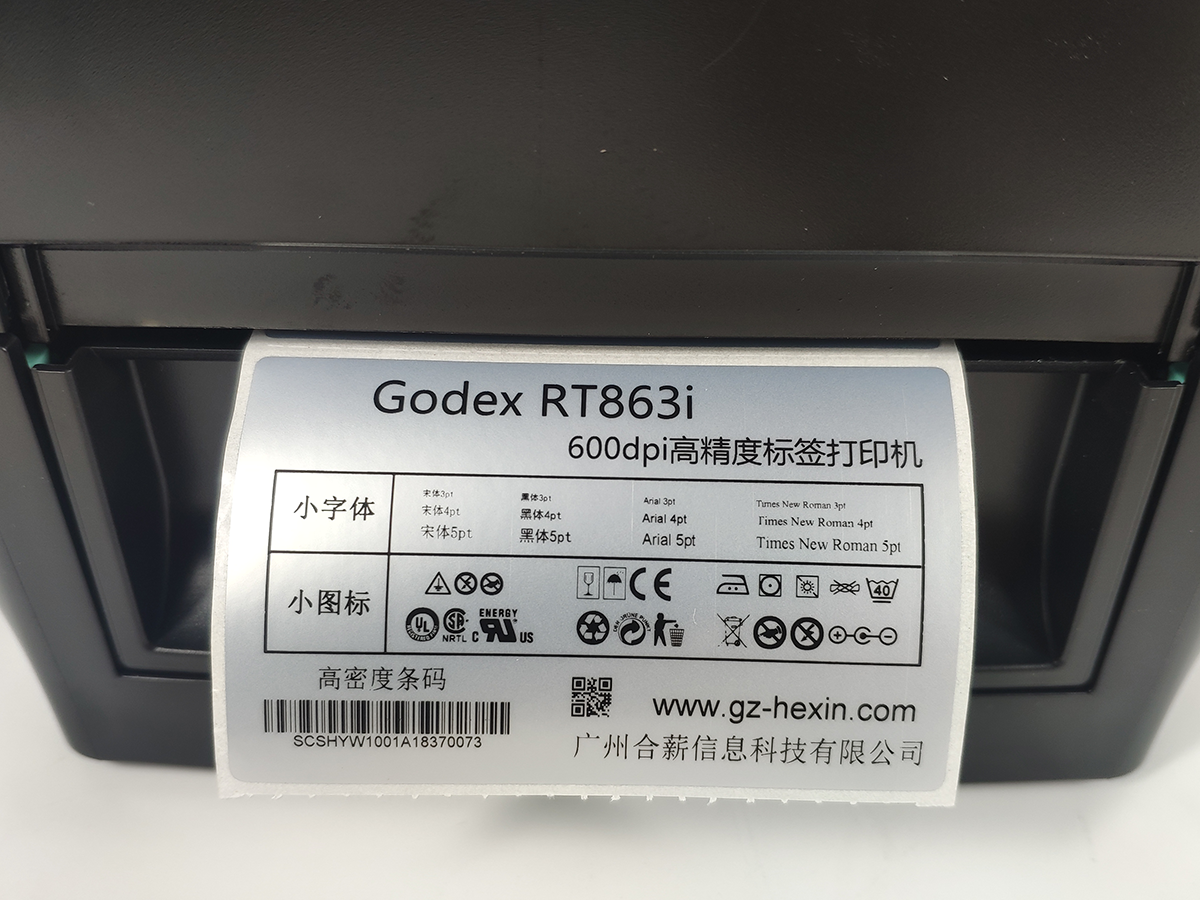 Godex RT863i
600dpi高精度标签打印机
小字体
宋体3pt 黑体3pt Arial 3pt Times New Roman 3pt
宋体4pt 黑体4pt Arial 4pt Times New Roman 4pt
宋体5pt 黑体5pt Arial 5pt Times New Roman 5pt
小图标
CE 40
UL SA NRTL C ENERGY RU US
高密度条码
SCSHYW1001A18370073
www.gz-hexin.com
广州合薪信息科技有限公司